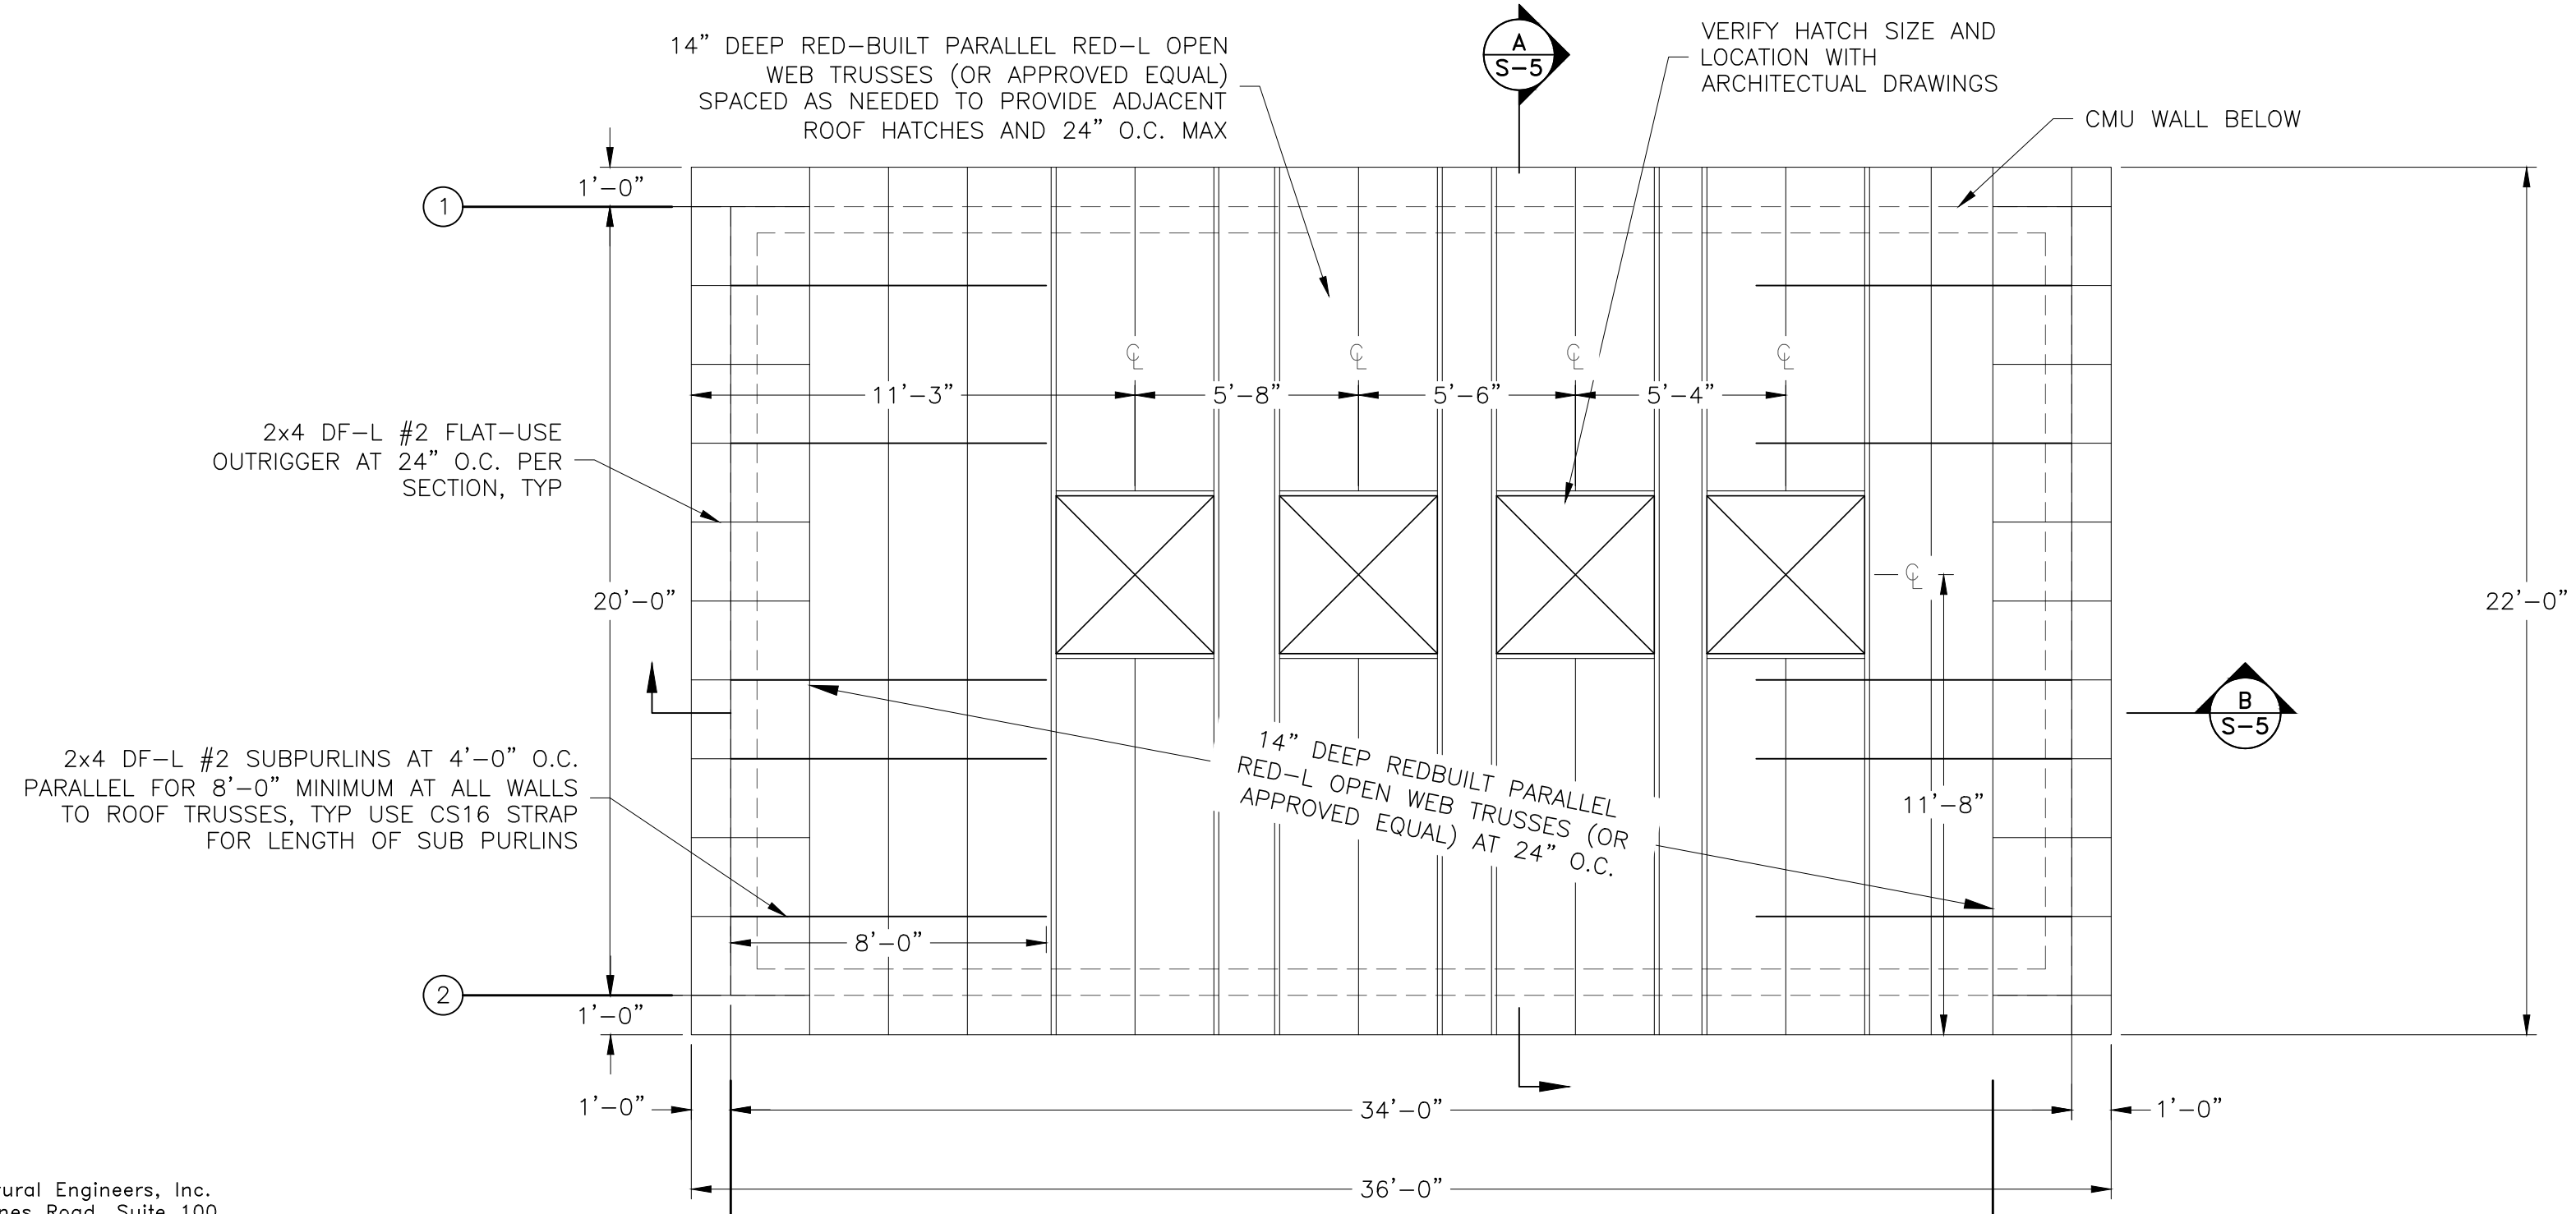 14" DEEP RED-BUILT PARALLEL RED-L OPEN
WEB TRUSSES (OR APPROVED EQUAL)
SPACED AS NEEDED TO PROVIDE ADJACENT
ROOF HATCHES AND 24" O.C. MAX
A
S-5
VERIFY HATCH SIZE AND
LOCATION WITH
ARCHITECTUAL DRAWINGS
CMU WALL BELOW
1'-0"
1
℄
℄
℄
℄
11'-3"
5'-8"
5'-6"
5'-4"
2x4 DF-L #2 FLAT-USE
OUTRIGGER AT 24" O.C. PER
SECTION, TYP
20'-0"
℄
22'-0"
B
S-5
2x4 DF-L #2 SUBPURLINS AT 4'-0" O.C.
PARALLEL FOR 8'-0" MINIMUM AT ALL WALLS
TO ROOF TRUSSES, TYP USE CS16 STRAP
FOR LENGTH OF SUB PURLINS
14" DEEP REDBUILT PARALLEL
RED-L OPEN WEB TRUSSES (OR
APPROVED EQUAL) AT 24" O.C.
11'-8"
8'-0"
2
1'-0"
1'-0"
34'-0"
1'-0"
36'-0"
ural Engineers, Inc.
nes Road, Suite 100